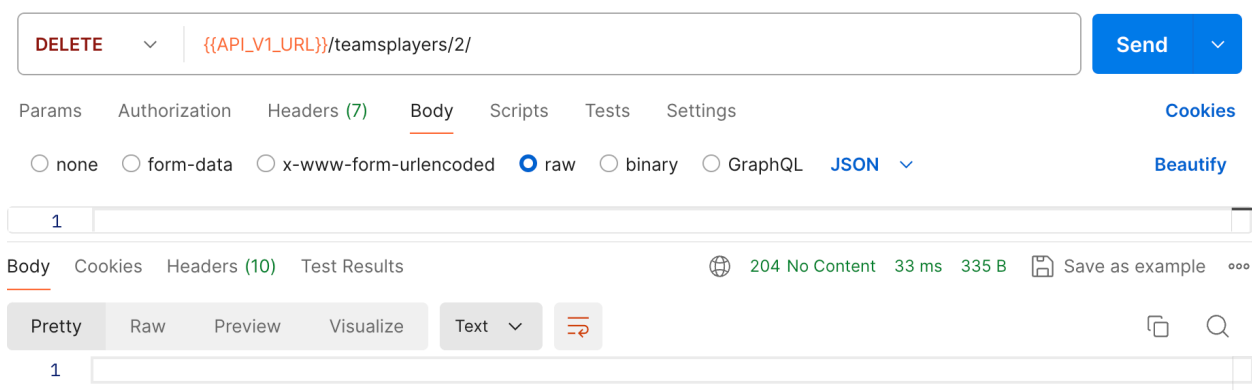 DELETE {{API_V1_URL}}/teamsplayers/2/ Send
Params Authorization Headers (7) Body Scripts Tests Settings Cookies
none form-data x-www-form-urlencoded raw binary GraphQL JSON Beautify
1
Body Cookies Headers (10) Test Results 204 No Content 33 ms 335 B Save as example
Pretty Raw Preview Visualize Text
1